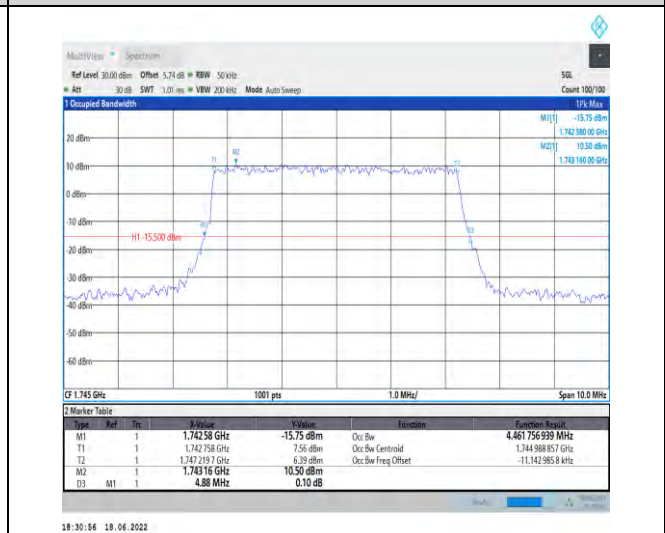 MultiView Spectrum
Ref Level 30.00 dBm Offset 5.74 dB RBW 50 kHz SGL
Att 30 dB SWT 1.01 ms VBW 200 kHz Mode Auto Sweep Count 100/100
1 Occupied Bandwidth 1Pk Max
M1[1] -15.75 dBm
1.742 580 00 GHz
M2[1] 10.50 dBm
1.743 160 00 GHz
20 dBm
10 dBm
T1 M2 T2
0 dBm
-10 dBm
M1 D3
H1 -15.500 dBm
-20 dBm
-30 dBm
-40 dBm
-50 dBm
-60 dBm
CF 1.745 GHz 1001 pts 1.0 MHz/ Span 10.0 MHz
2 Marker Table
Type Ref Trc X-Value Y-Value Function Function Result
M1 1 1.742 58 GHz -15.75 dBm Occ Bw 4.461 756 939 MHz
T1 1 1.742 758 GHz 7.56 dBm Occ Bw Centroid 1.744 988 857 GHz
T2 1 1.747 219 7 GHz 6.39 dBm Occ Bw Freq Offset -11.142 985 8 kHz
M2 1 1.743 16 GHz 10.50 dBm
D3 M1 1 4.88 MHz 0.10 dB
18:30:56 18.06.2022